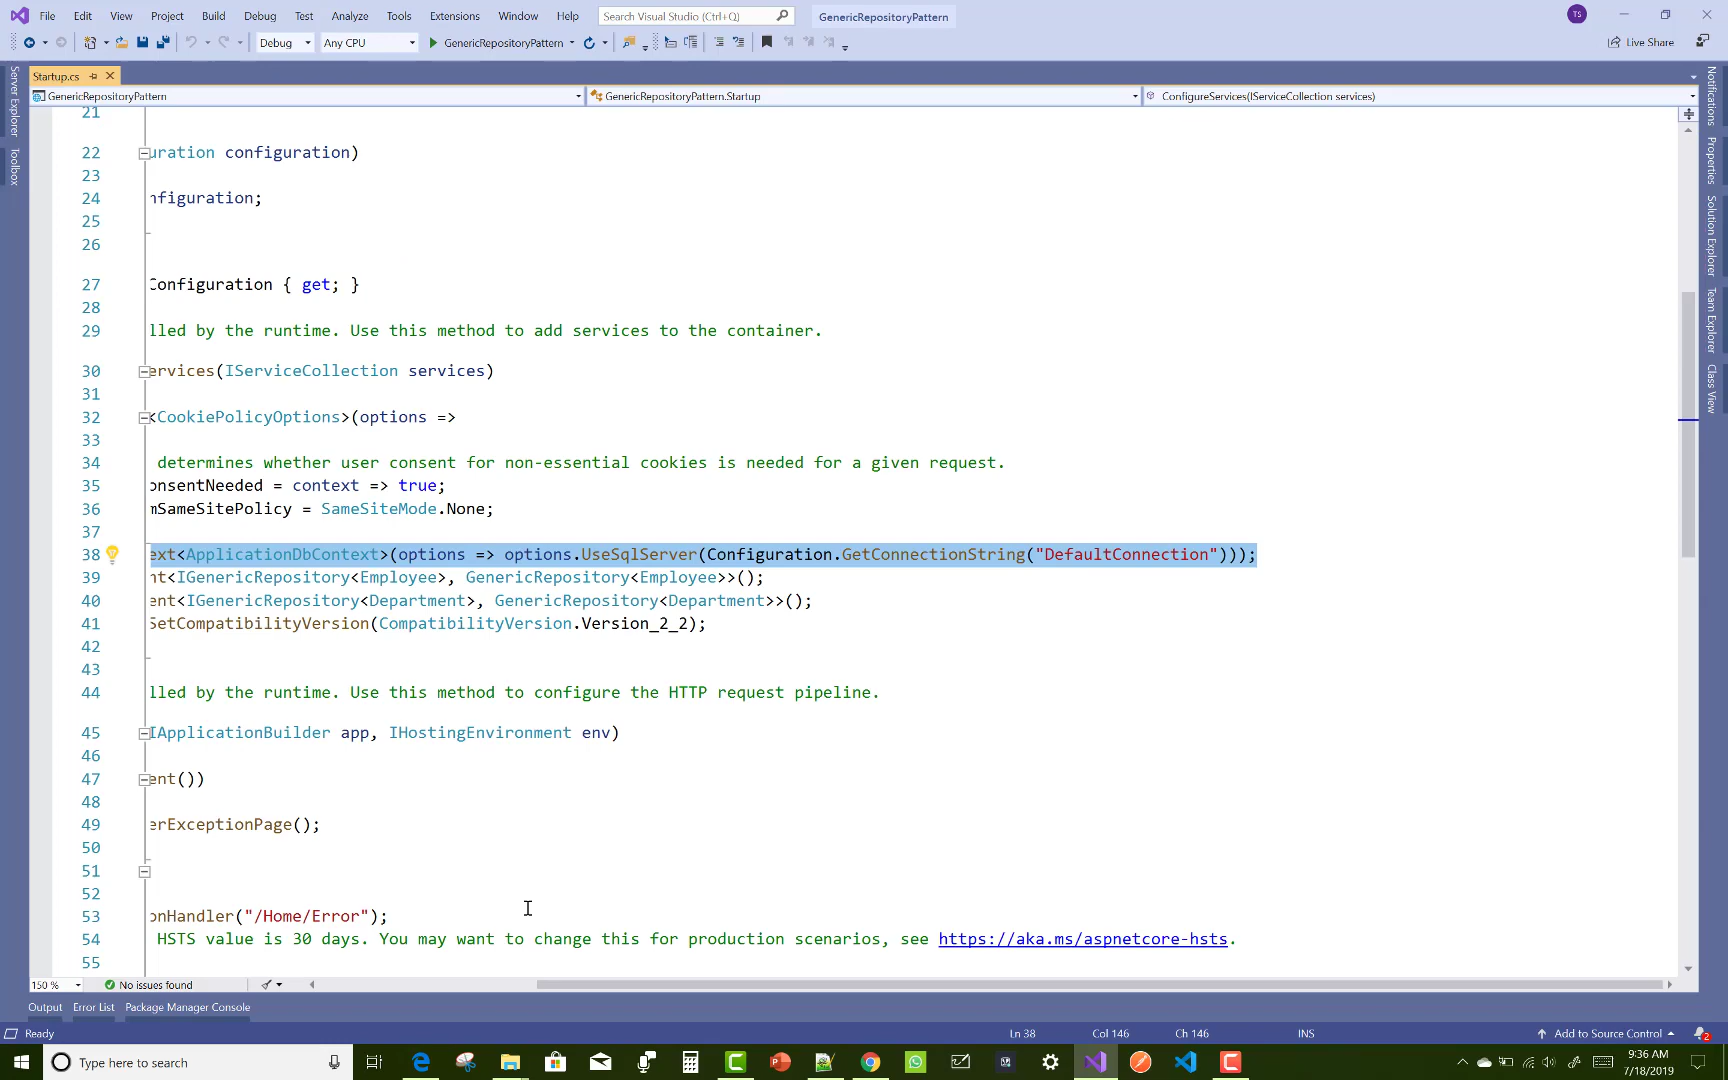 File Edit View Project Build Debug Test Analyze Tools Extensions Window Help Search Visual Studio (Ctrl+Q) GenericRepositoryPattern TS
Debug Any CPU GenericRepositoryPattern Live Share
Startup.cs
GenericRepositoryPattern GenericRepositoryPattern.Startup ConfigureServices(IServiceCollection services)
Server Explorer
Toolbox
Notifications
Properties
Solution Explorer
Team Explorer
Class View
21
22 uration configuration)
23
24 nfiguration;
25
26
27 Configuration { get; }
28
29 lled by the runtime. Use this method to add services to the container.
30 ervices(IServiceCollection services)
31
32 <CookiePolicyOptions>(options =>
33
34 determines whether user consent for non-essential cookies is needed for a given request.
35 onsentNeeded = context => true;
36 mSameSitePolicy = SameSiteMode.None;
37
38 ext<ApplicationDbContext>(options => options.UseSqlServer(Configuration.GetConnectionString("DefaultConnection")));
39 nt<IGenericRepository<Employee>, GenericRepository<Employee>>();
40 ent<IGenericRepository<Department>, GenericRepository<Department>>();
41 SetCompatibilityVersion(CompatibilityVersion.Version_2_2);
42
43
44 lled by the runtime. Use this method to configure the HTTP request pipeline.
45 IApplicationBuilder app, IHostingEnvironment env)
46
47 ent())
48
49 erExceptionPage();
50
51
52
53 onHandler("/Home/Error");
54 HSTS value is 30 days. You may want to change this for production scenarios, see https://aka.ms/aspnetcore-hsts.
55
150 % No issues found
Output Error List Package Manager Console
Ready Ln 38 Col 146 Ch 146 INS Add to Source Control 2
Type here to search 9:36 AM
7/18/2019